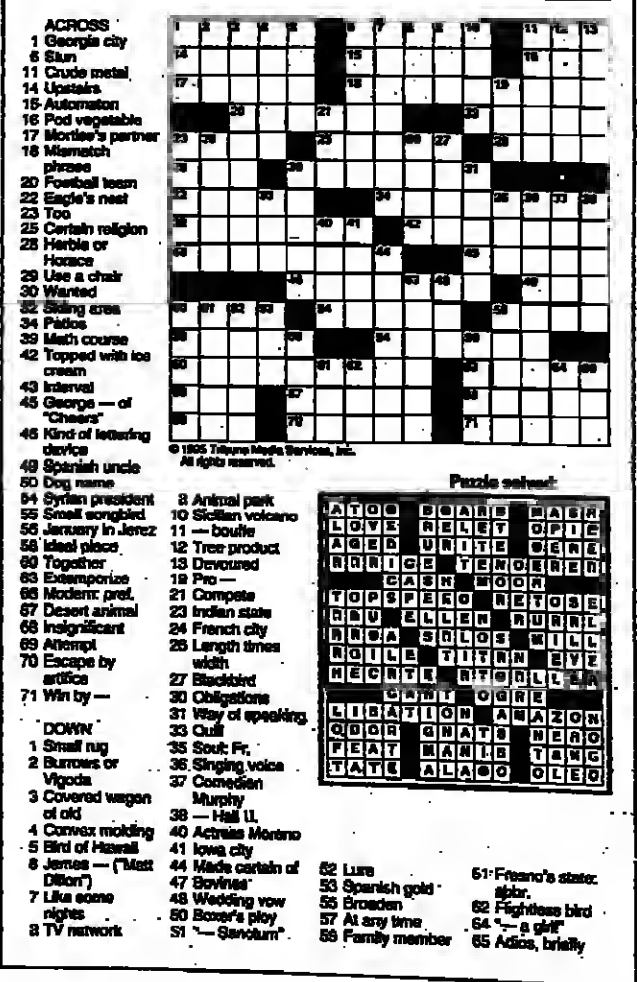 ACROSS
1 Georgia city
6 Stun
11 Crude metal
14 Upstairs
15 Automaton
16 Pod vegetable
17 Mortise's partner
18 Mismatch
phrase
20 Football team
22 Eagle's nest
23 Too
25 Certain religion
28 Herbie or
Horace
29 Use a chair
30 Wanted
32 Skiing area
34 Patios
39 Math course
42 Topped with ice
cream
43 Interval
45 George — of
"Cheers"
46 Kind of lettering
device
49 Spanish uncle
50 Dog name
54 Syrian president
55 Small songbird
56 January in Jerez
58 Ideal place
60 Together
63 Extemporize
66 Modern: pref.
67 Desert animal
68 Insignificant
69 Attempt
70 Escape by
artifice
71 Win by —
DOWN
1 Small rug
2 Burrows or
Vigoda
3 Covered wagon
of old
4 Convex molding
5 Bird of Hawaii
6 James — ("Matt
Dillon")
7 Like some
nights
8 TV network
© 1995 Tribune Media Services, Inc.
All rights reserved.
Puzzle solved:
9 Animal park
10 Sicilian volcano
11 — bouffe
12 Tree product
13 Devoured
19 Pro —
21 Compete
23 Indian state
24 French city
26 Length times
width
27 Blackbird
30 Obligations
31 Way of speaking
33 Quill
35 Soul: Fr.
36 Singing voice
37 Comedian
Murphy
38 — Hall U.
40 Actress Moreno
41 Iowa city
44 Made certain of
47 Bovines
48 Wedding vow
50 Boxer's ploy
51 "— Sanctum"
52 Lure
53 Spanish gold
55 Broaden
57 At any time
59 Family member
61 Fresno's state:
abbr.
62 Flightless bird
64 "— a girl!"
65 Adios, briefly